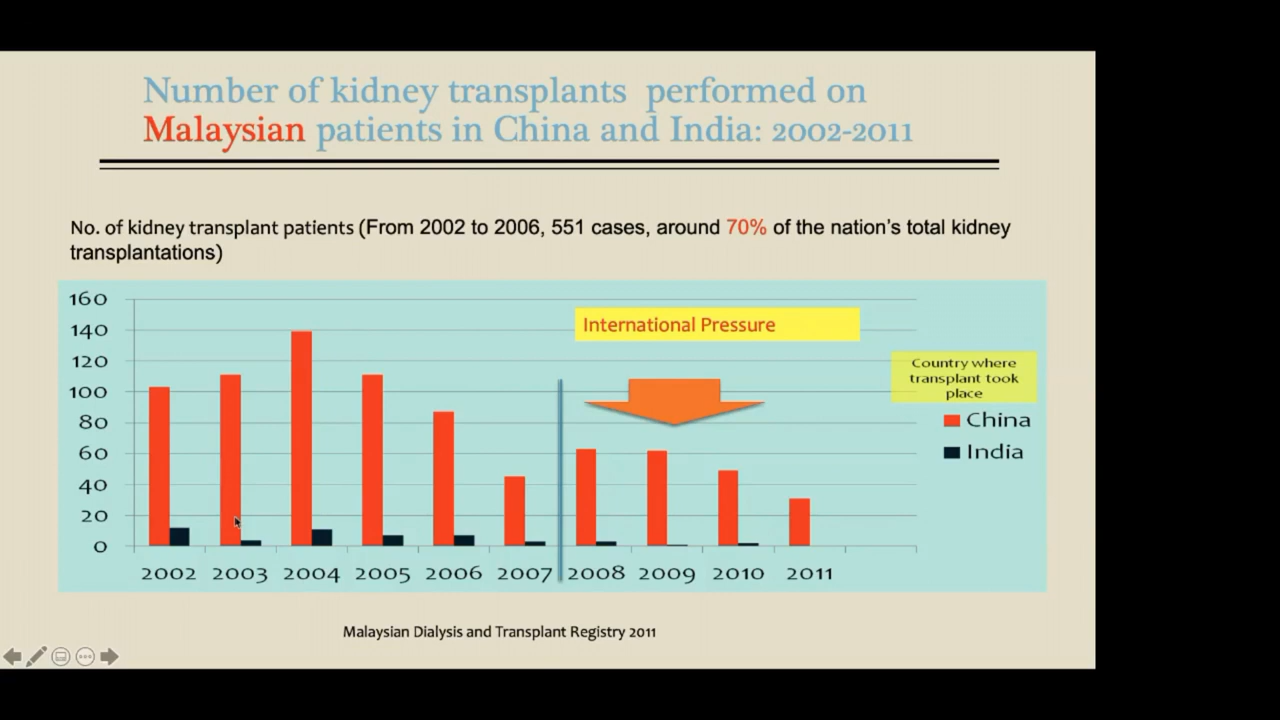 Number of kidney transplants performed on
Malaysian patients in China and India: 2002-2011
No. of kidney transplant patients (From 2002 to 2006, 551 cases, around 70% of the nation's total kidney
transplantations)
160
140
120
100
80
60
40
20
0
International Pressure
Country where
transplant took
place
China
India
2002 2003 2004 2005 2006 2007 2008 2009 2010 2011
Malaysian Dialysis and Transplant Registry 2011